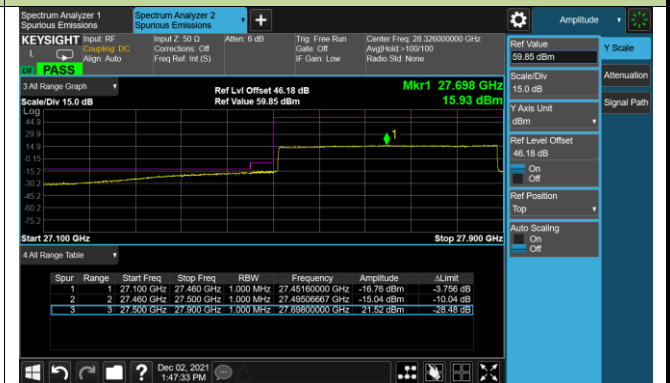 Spectrum Analyzer 1
Spurious Emissions
Spectrum Analyzer 2
Spurious Emissions
+
Amplitude
KEYSIGHT
L
LW PASS
Input: RF
Coupling: DC
Align: Auto
Input Z: 50 Ω
Corrections: Off
Freq Ref: Int (S)
Atten: 6 dB
Trig: Free Run
Gate: Off
IF Gain: Low
Center Freq: 28.326000000 GHz
Avg|Hold:>100/100
Radio Std: None
3 All Range Graph
Scale/Div 15.0 dB
Ref Lvl Offset 46.18 dB
Ref Value 59.85 dBm
Mkr1 27.698 GHz
15.93 dBm
Log
44.9
29.9
14.9
-0.15
-15.2
-30.2
-45.2
-60.2
-75.2
1
Start 27.100 GHz
Stop 27.900 GHz
4 All Range Table
Spur Range Start Freq Stop Freq RBW Frequency Amplitude ΔLimit
1 1 27.100 GHz 27.460 GHz 1.000 MHz 27.45160000 GHz -16.76 dBm -3.756 dB
2 2 27.460 GHz 27.500 GHz 1.000 MHz 27.49506667 GHz -15.04 dBm -10.04 dB
3 3 27.500 GHz 27.900 GHz 1.000 MHz 27.69800000 GHz 21.52 dBm -28.48 dB
Ref Value
59.85 dBm
Scale/Div
15.0 dB
Y Axis Unit
dBm
Ref Level Offset
46.18 dB
On
Off
Ref Position
Top
Auto Scaling
On
Off
Y Scale
Attenuation
Signal Path
?
Dec 02, 2021
1:47:33 PM